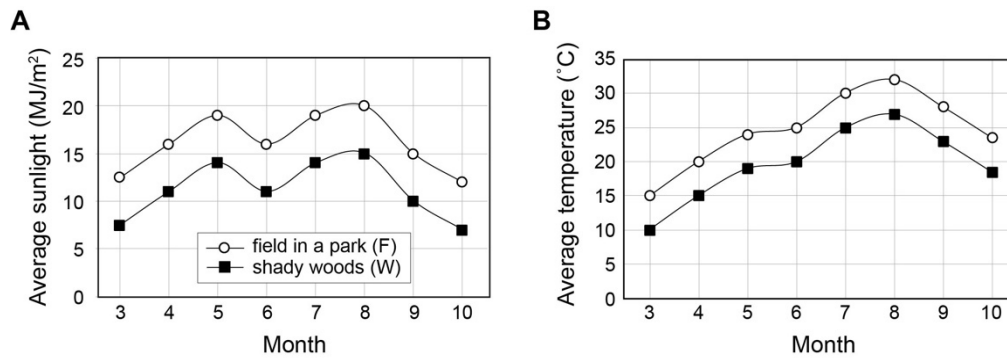 A
Average sunlight (MJ/m²)
25
20
15
10
5
0
field in a park (F)
shady woods (W)
3 4 5 6 7 8 9 10
Month
B
Average temperature (˚C)
35
30
25
20
15
10
5
0
3 4 5 6 7 8 9 10
Month